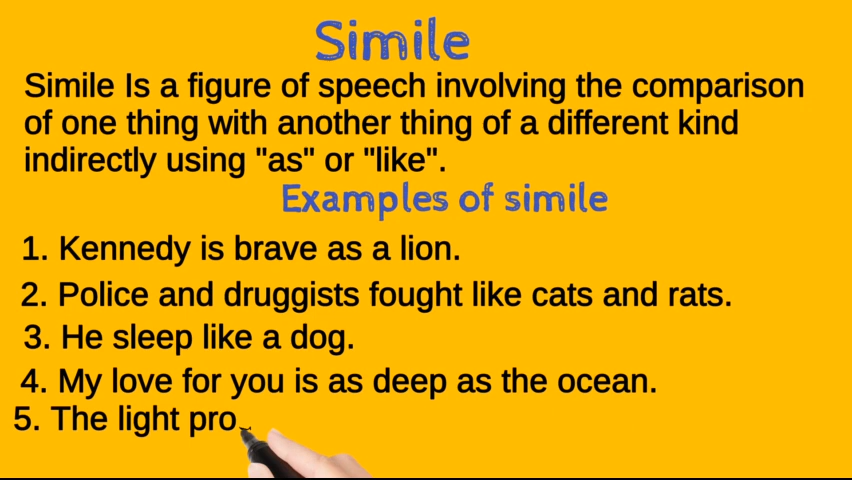 Simile
Simile Is a figure of speech involving the comparison
of one thing with another thing of a different kind
indirectly using "as" or "like".
Examples of simile
1. Kennedy is brave as a lion.
2. Police and druggists fought like cats and rats.
3. He sleep like a dog.
4. My love for you is as deep as the ocean.
5. The light pro